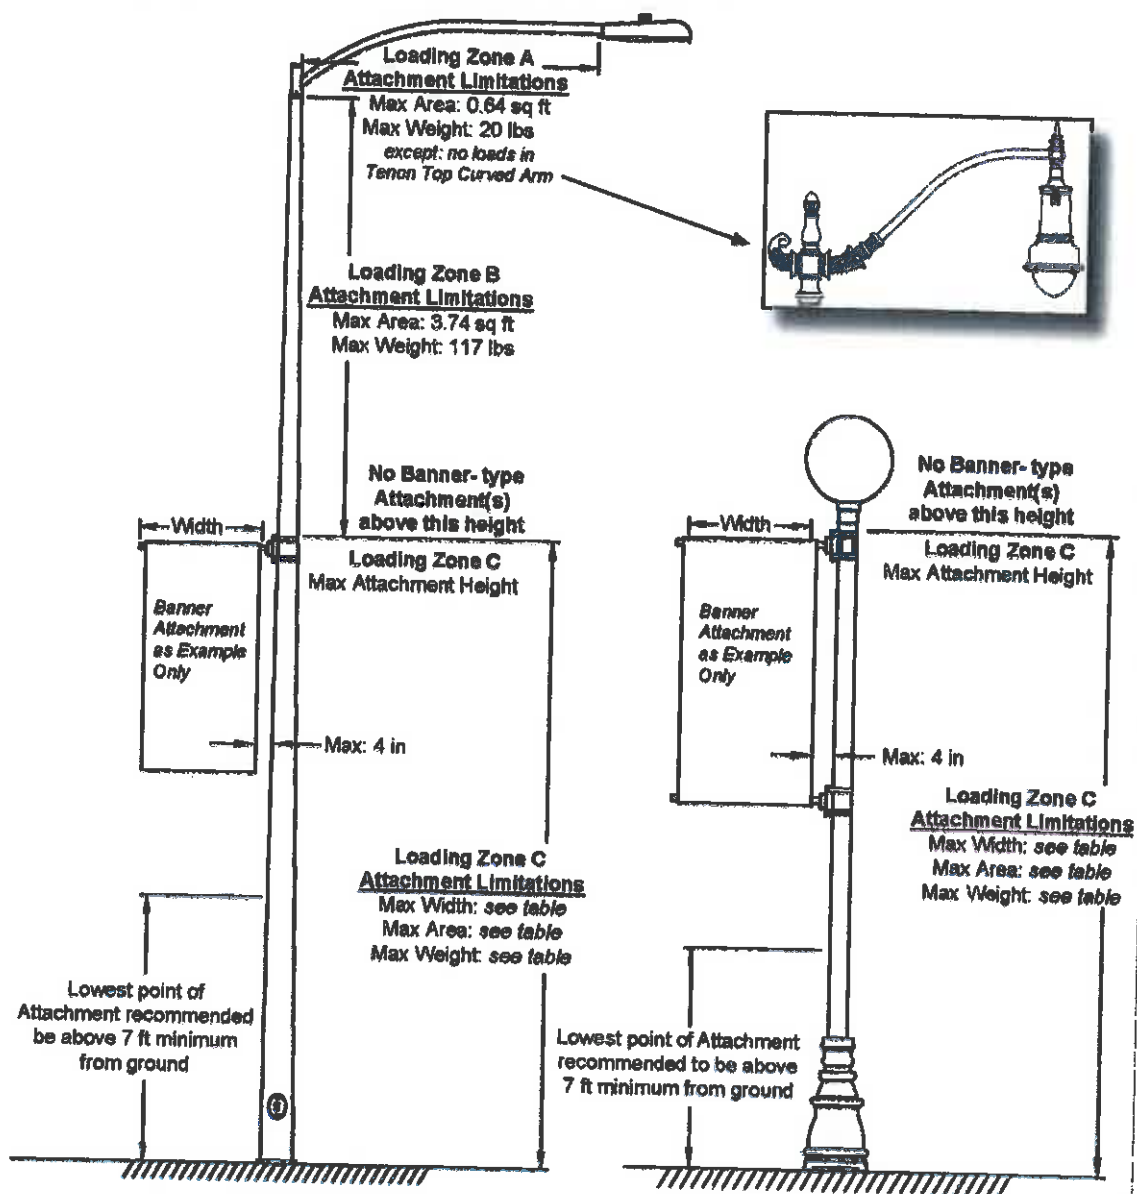 Loading Zone A
Attachment Limitations
Max Area: 0.64 sq ft
Max Weight: 20 lbs
except: no loads in
Tenon Top Curved Arm
Loading Zone B
Attachment Limitations
Max Area: 3.74 sq ft
Max Weight: 117 lbs
No Banner- type
Attachment(s)
above this height
Width
Loading Zone C
Max Attachment Height
Banner
Attachment
as Example
Only
Max: 4 in
Loading Zone C
Attachment Limitations
Max Width: see table
Max Area: see table
Max Weight: see table
Lowest point of
Attachment recommended
be above 7 ft minimum
from ground
No Banner- type
Attachment(s)
above this height
Width
Loading Zone C
Max Attachment Height
Banner
Attachment
as Example
Only
Max: 4 in
Loading Zone C
Attachment Limitations
Max Width: see table
Max Area: see table
Max Weight: see table
Lowest point of Attachment
recommended to be above
7 ft minimum from ground